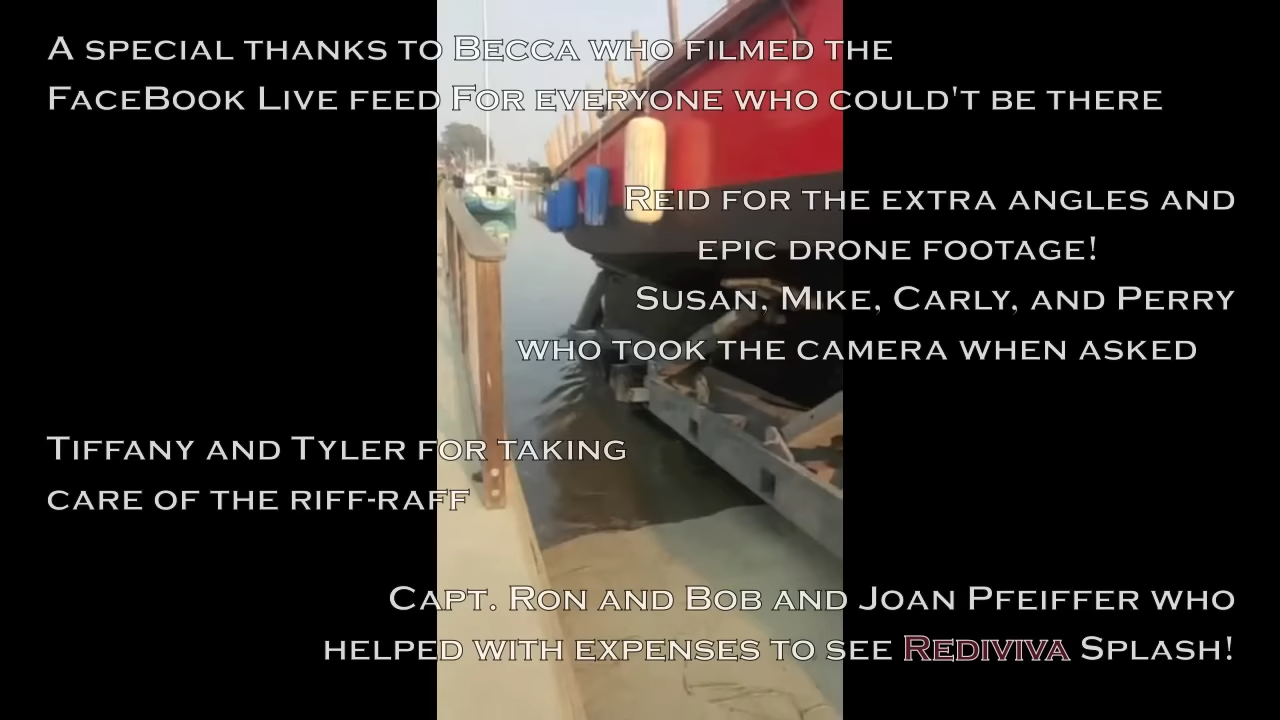 A special thanks to Becca who filmed the
FaceBook Live feed For everyone who couldn't be there
Reid for the extra angles and
epic drone footage!
Susan, Mike, Carly, and Perry
who took the camera when asked
Tiffany and Tyler for taking
care of the riff-raff
Capt. Ron and Bob and Joan Pfeiffer who
helped with expenses to see Rediviva Splash!